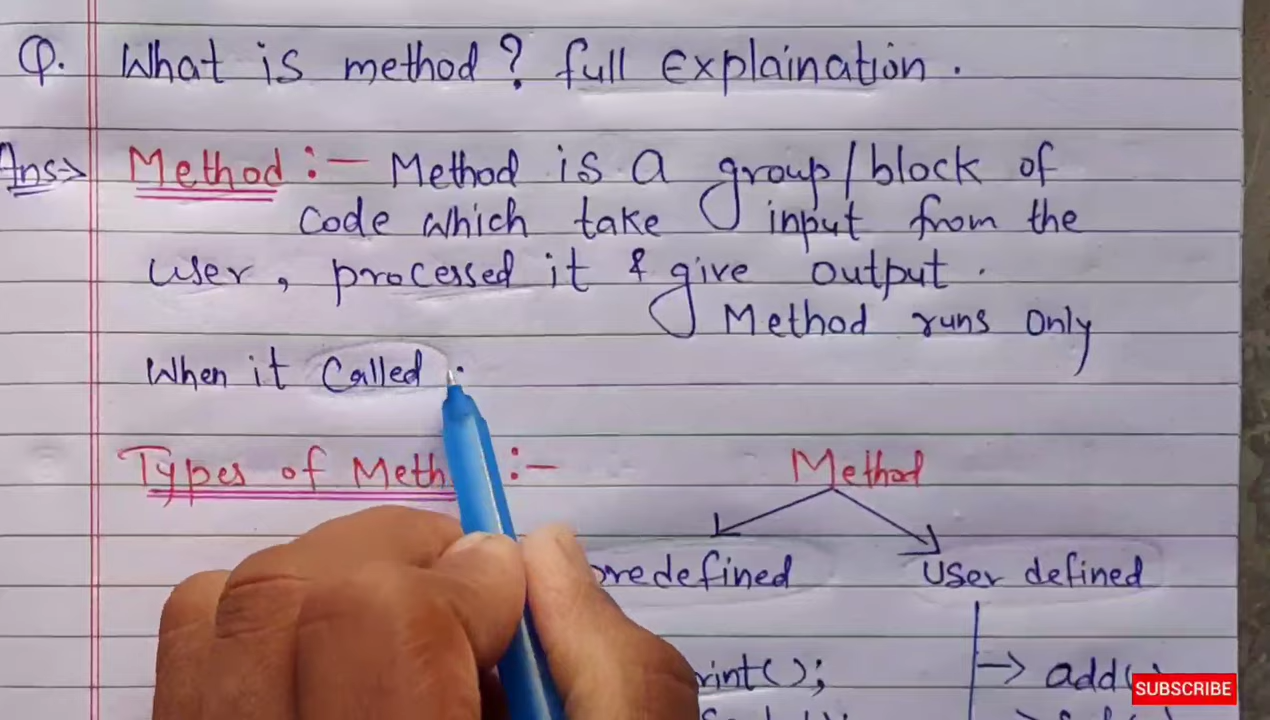 Q. What is method? full explaination.
Ans→ Method:- Method is a group/block of
code which take input from the
user, processed it & give output.
Method runs only
When it called.
Types of Meth :-
Method
predefined User defined
rint();
→ add()
SUBSCRIBE